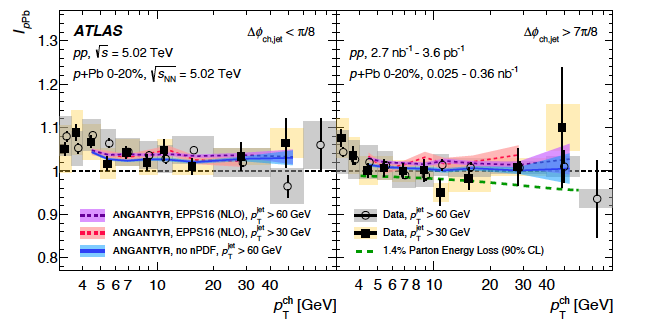 I_pPb
ATLAS
Δϕ_ch,jet < π/8
Δϕ_ch,jet > 7π/8
pp, √s = 5.02 TeV
pp, 2.7 nb⁻¹ - 3.6 pb⁻¹
p+Pb 0-20%, √s_NN = 5.02 TeV
p+Pb 0-20%, 0.025 - 0.36 nb⁻¹
1.3
1.2
1.1
1.0
0.9
0.8
ANGANTYR, EPPS16 (NLO), p_T^jet > 60 GeV
ANGANTYR, EPPS16 (NLO), p_T^jet > 30 GeV
ANGANTYR, no nPDF, p_T^jet > 60 GeV
Data, p_T^jet > 60 GeV
Data, p_T^jet > 30 GeV
1.4% Parton Energy Loss (90% CL)
4 5 6 7 10 20 30 40
4 5 6 7 8 10 20 30 40
p_T^ch [GeV]
p_T^ch [GeV]